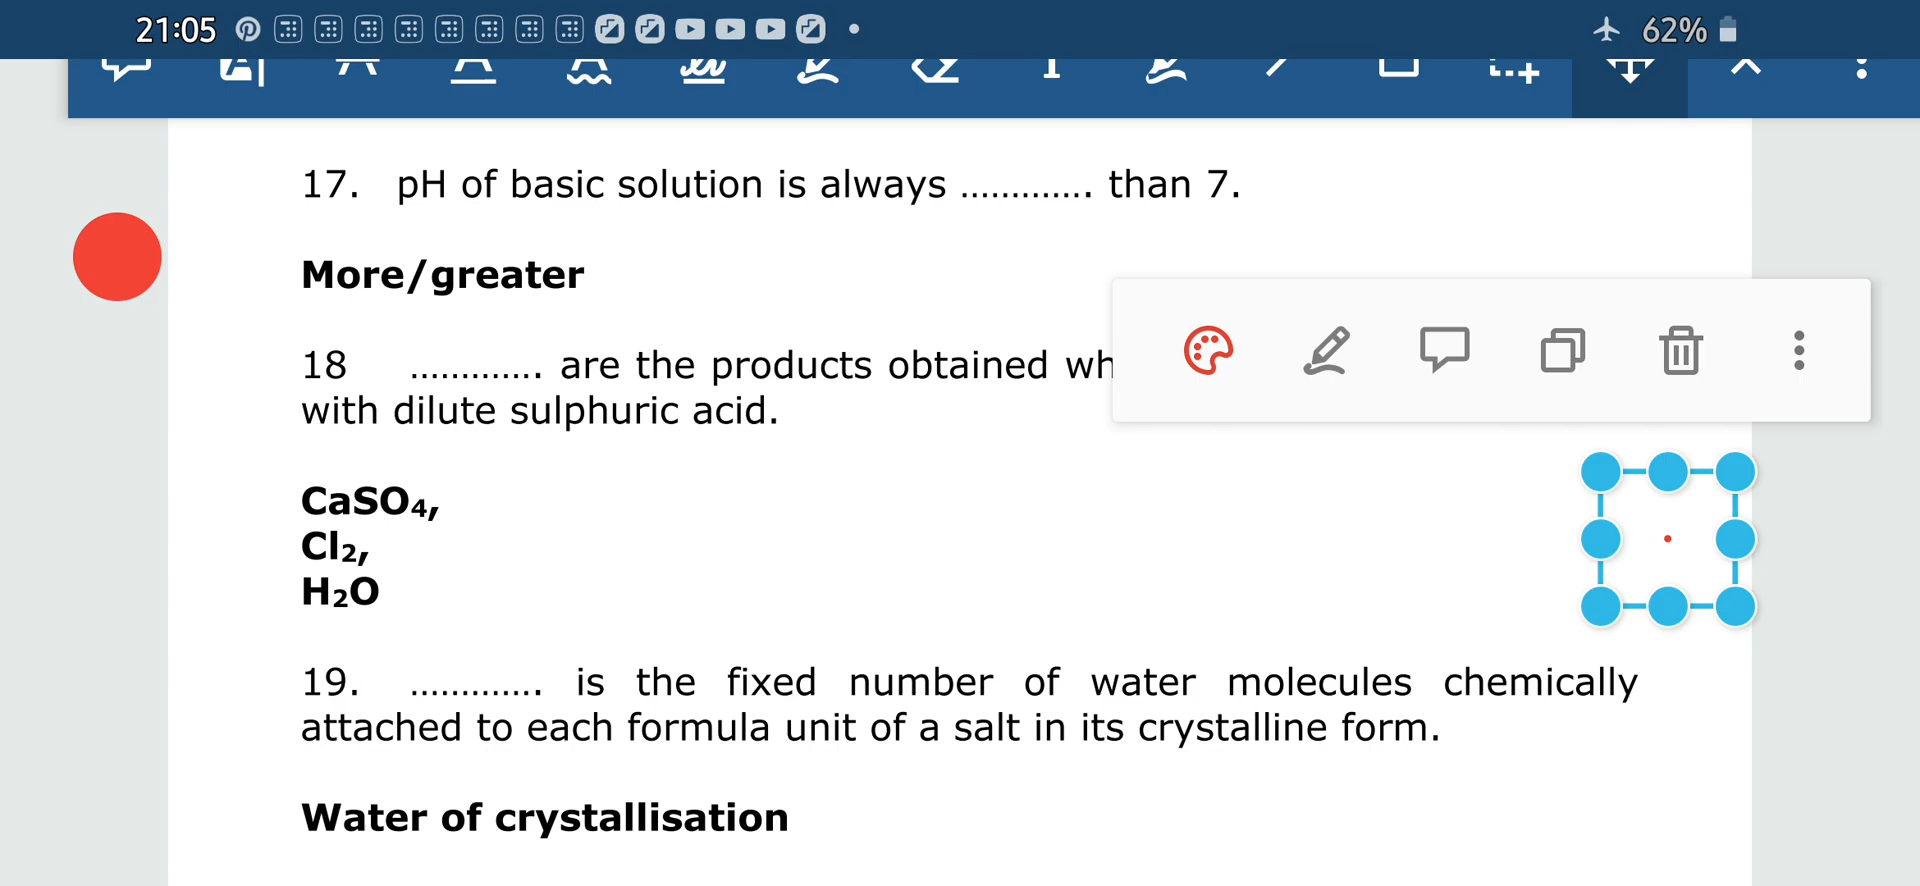 21:05
62%
17. pH of basic solution is always ............. than 7.
More/greater
18 ............. are the products obtained
with dilute sulphuric acid.
CaSO₄,
Cl₂,
H₂O
19. ............. is the fixed number of water molecules chemically
attached to each formula unit of a salt in its crystalline form.
Water of crystallisation